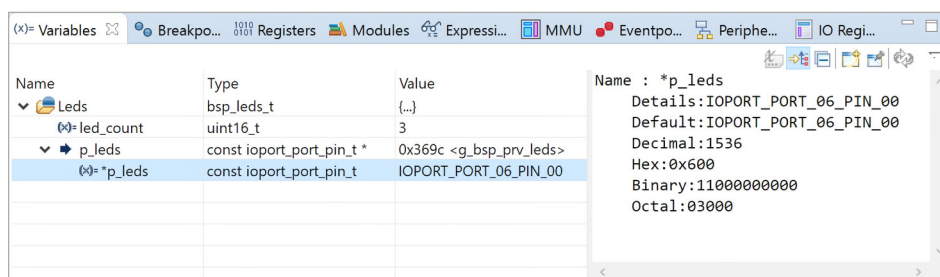 (x)= Variables Breakpo... Registers Modules Expressi... MMU Eventpo... Periphe... IO Regi...
Name Type Value
Leds bsp_leds_t {...}
(x)= led_count uint16_t 3
p_leds const ioport_port_pin_t * 0x369c <g_bsp_prv_leds>
(x)= *p_leds const ioport_port_pin_t IOPORT_PORT_06_PIN_00
Name : *p_leds
Details:IOPORT_PORT_06_PIN_00
Default:IOPORT_PORT_06_PIN_00
Decimal:1536
Hex:0x600
Binary:11000000000
Octal:03000